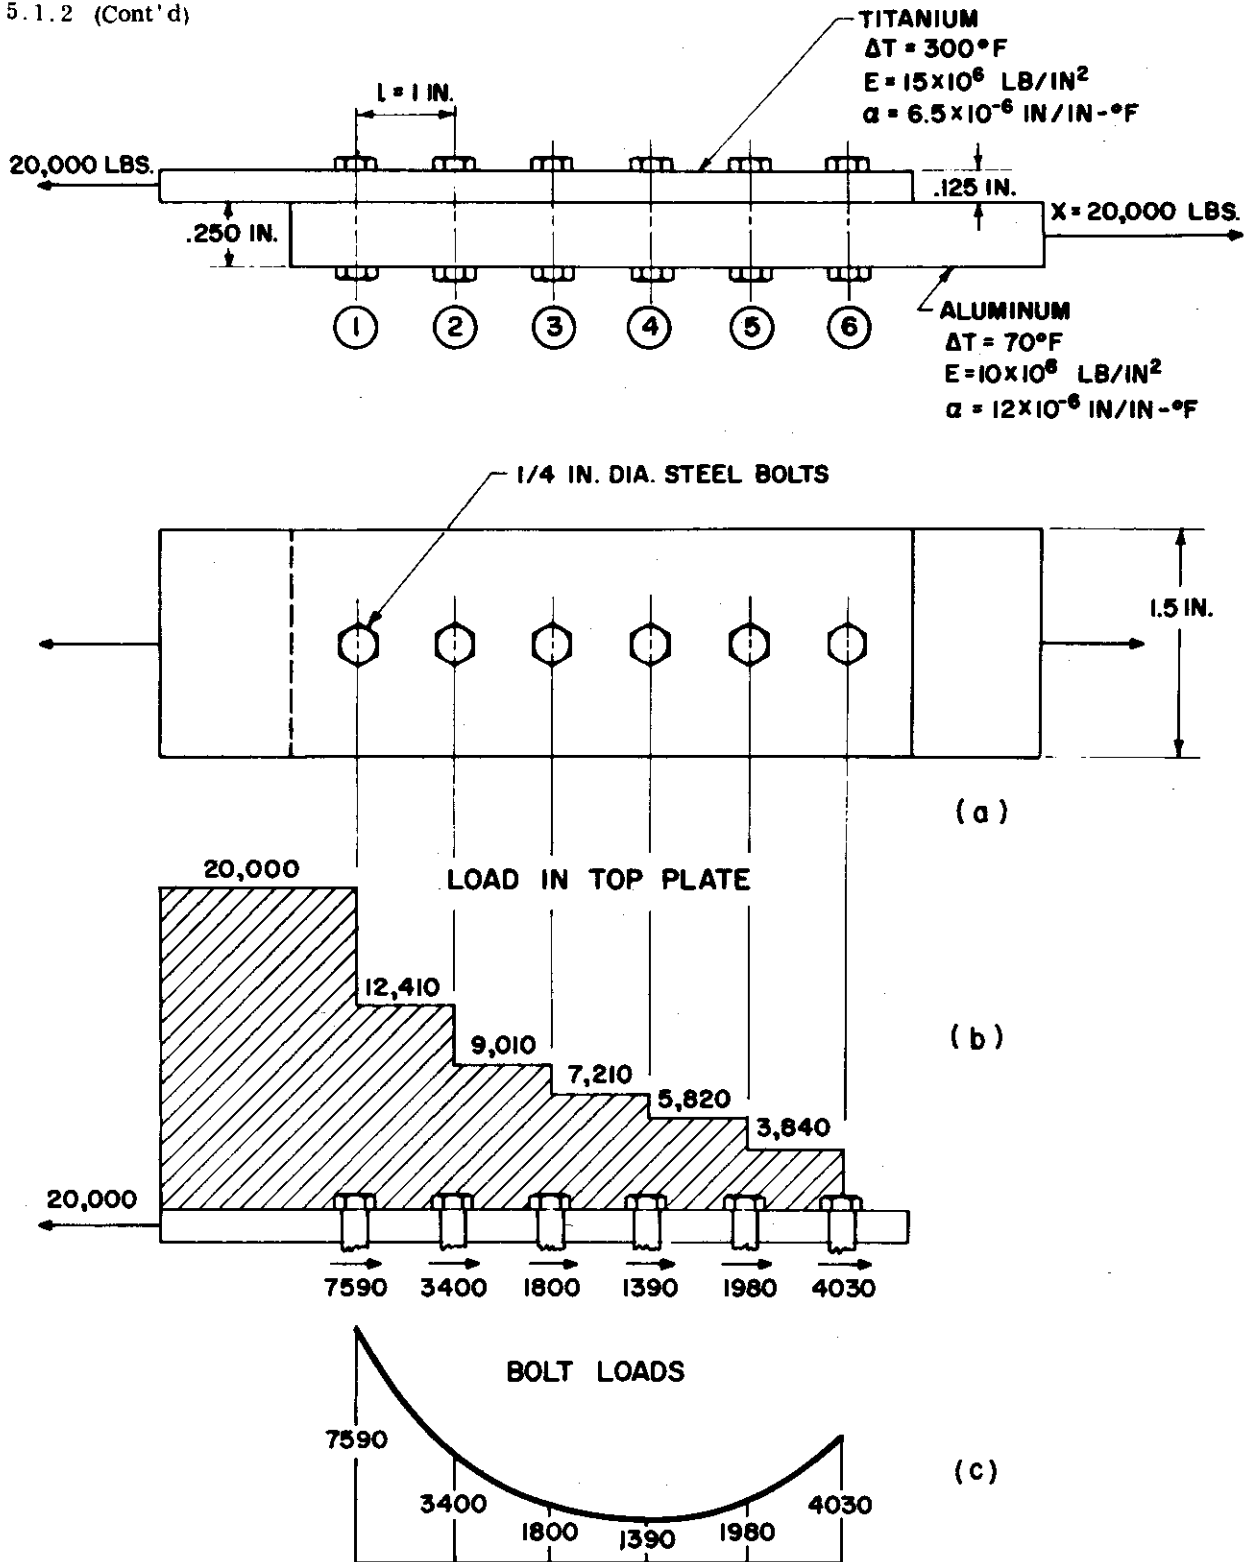 5.1.2 (Cont'd)
TITANIUM
ΔT = 300°F
E = 15×10⁶ LB/IN²
α = 6.5×10⁻⁶ IN/IN-°F
l = 1 IN.
20,000 LBS.
.125 IN.
X = 20,000 LBS.
.250 IN.
1 2 3 4 5 6
ALUMINUM
ΔT = 70°F
E = 10×10⁶ LB/IN²
α = 12×10⁻⁶ IN/IN-°F
1/4 IN. DIA. STEEL BOLTS
1.5 IN.
(a)
20,000
LOAD IN TOP PLATE
12,410
9,010
7,210
5,820
3,840
(b)
20,000
7590 3400 1800 1390 1980 4030
BOLT LOADS
7590
3400
1800
1390
1980
4030
(c)